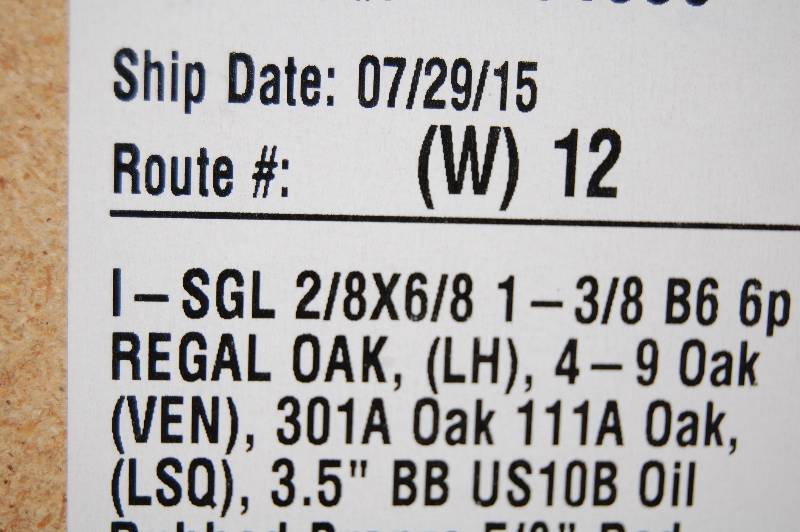 Ship Date: 07/29/15
Route #: (W) 12
I-SGL 2/8X6/8 1-3/8 B6 6p
REGAL OAK, (LH), 4-9 Oak
(VEN), 301A Oak 111A Oak,
(LSQ), 3.5" BB US10B Oil